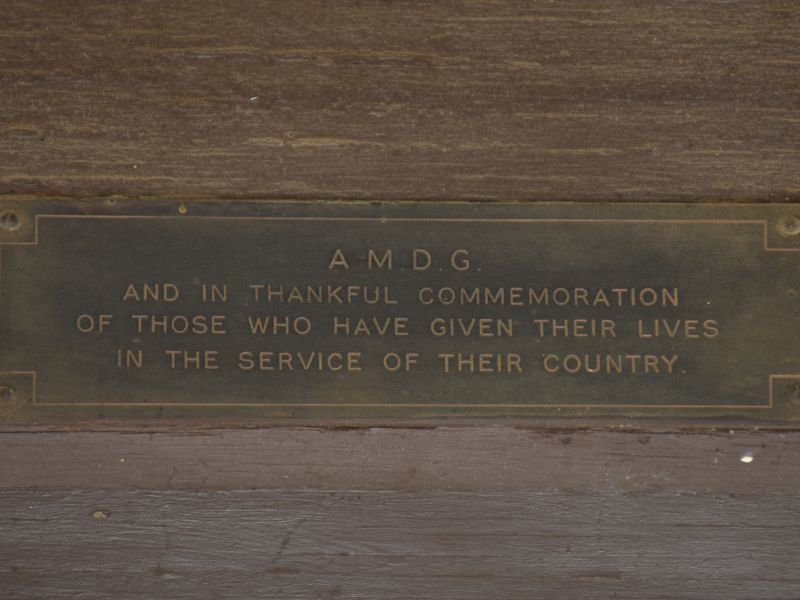 A.M.D.G.
AND IN THANKFUL COMMEMORATION
OF THOSE WHO HAVE GIVEN THEIR LIVES
IN THE SERVICE OF THEIR COUNTRY.